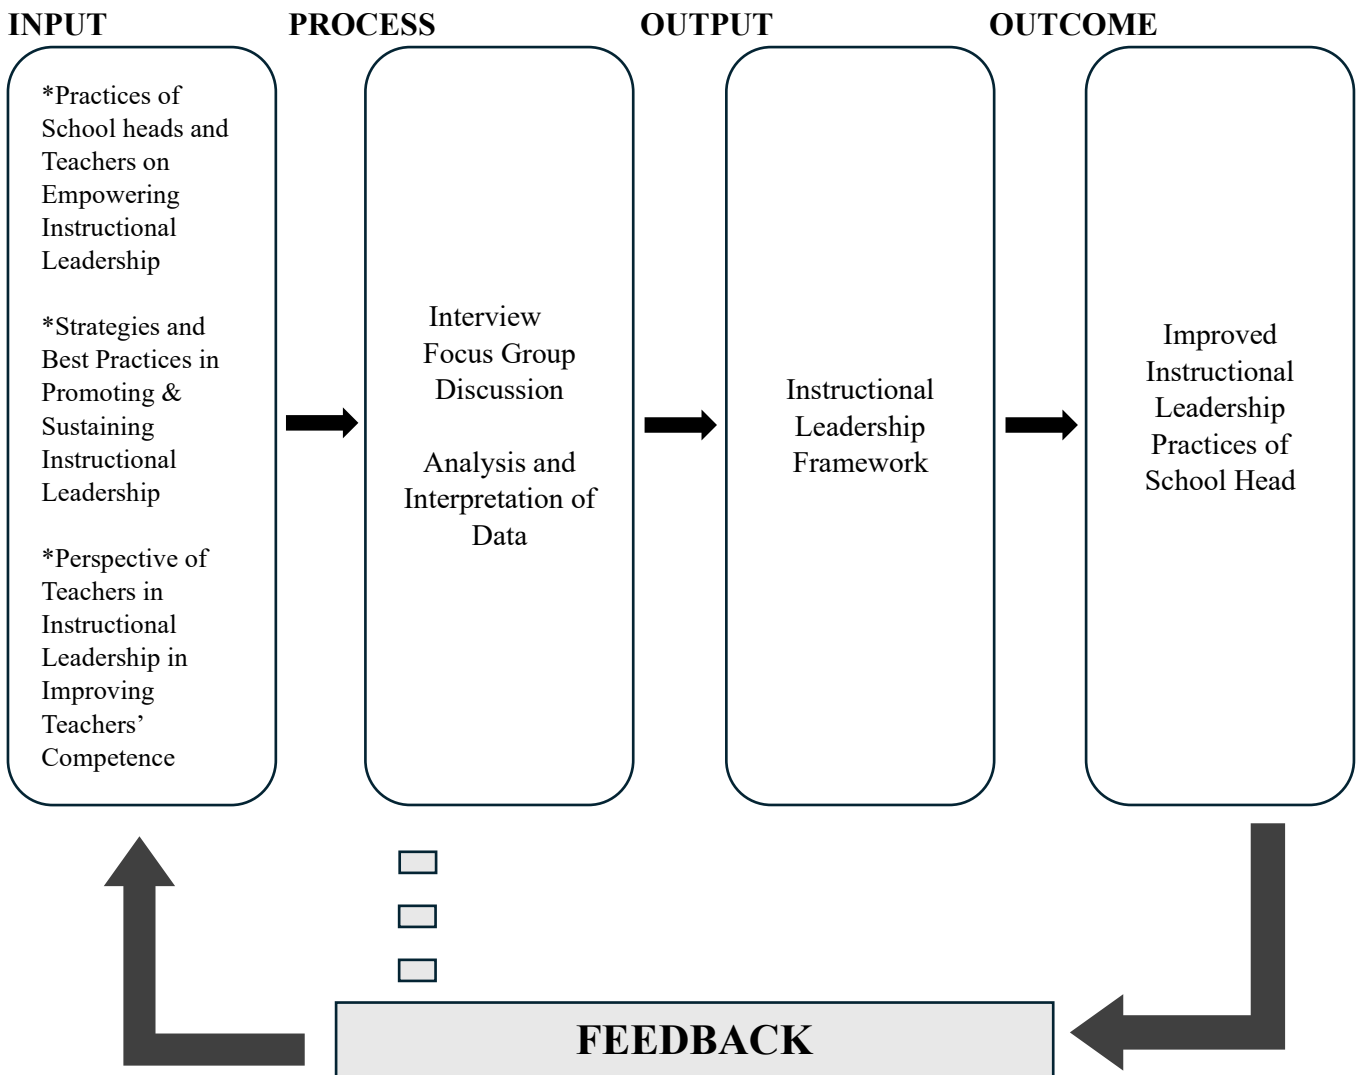 INPUT PROCESS OUTPUT OUTCOME
*Practices of
School heads and
Teachers on
Empowering
Instructional
Leadership
*Strategies and
Best Practices in
Promoting &
Sustaining
Instructional
Leadership
*Perspective of
Teachers in
Instructional
Leadership in
Improving
Teachers’
Competence
Interview
Focus Group
Discussion
Analysis and
Interpretation of
Data
Instructional
Leadership
Framework
Improved
Instructional
Leadership
Practices of
School Head
FEEDBACK